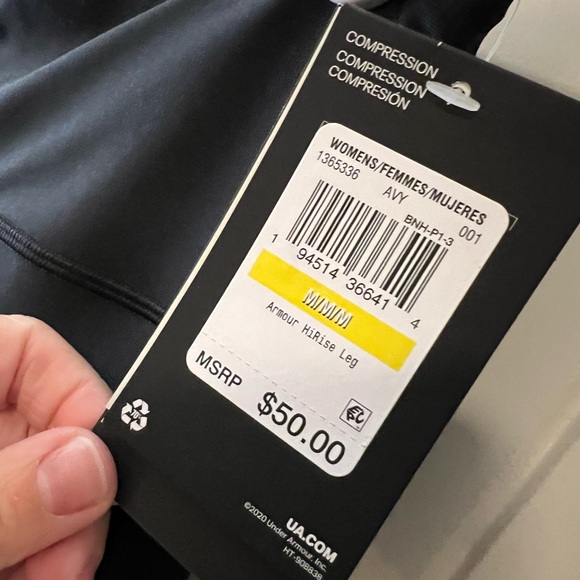 COMPRESSION
COMPRESSION
COMPRESIÓN
WOMENS/FEMMES/MUJERES
1365336 AVY 001
BNH-P1-3
1 94514 36641 4
M/M/M
Armour HiRise Leg
MSRP $50.00
UA.COM
©2020 Under Armour, Inc.